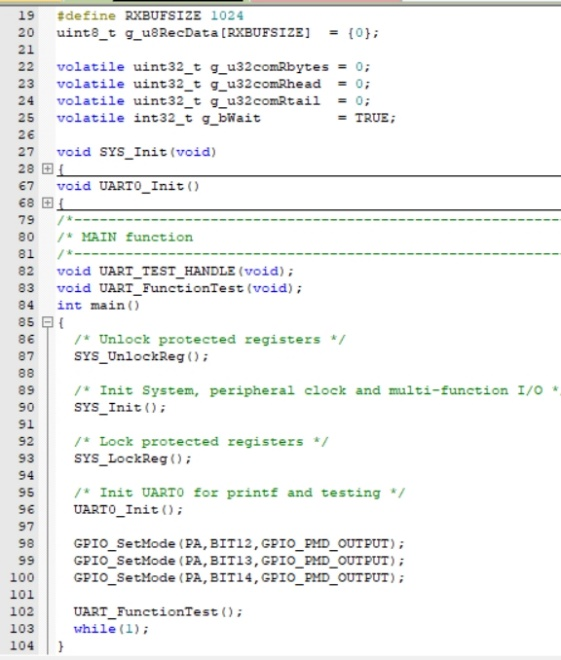 19 #define RXBUFSIZE 1024
20 uint8_t g_u8RecData[RXBUFSIZE]  = {0};
21
22 volatile uint32_t g_u32comRbytes = 0;
23 volatile uint32_t g_u32comRhead  = 0;
24 volatile uint32_t g_u32comRtail  = 0;
25 volatile int32_t g_bWait         = TRUE;
26
27 void SYS_Init(void)
28 {
67 void UART0_Init()
68 {
79 /*---------------------------------------------------------
80 /* MAIN function
81 /*---------------------------------------------------------
82 void UART_TEST_HANDLE(void);
83 void UART_FunctionTest(void);
84 int main()
85 {
86   /* Unlock protected registers */
87   SYS_UnlockReg();
88
89   /* Init System, peripheral clock and multi-function I/O *
90   SYS_Init();
91
92   /* Lock protected registers */
93   SYS_LockReg();
94
95   /* Init UART0 for printf and testing */
96   UART0_Init();
97
98   GPIO_SetMode(PA,BIT12,GPIO_PMD_OUTPUT);
99   GPIO_SetMode(PA,BIT13,GPIO_PMD_OUTPUT);
100   GPIO_SetMode(PA,BIT14,GPIO_PMD_OUTPUT);
101
102   UART_FunctionTest();
103   while(1);
104 }